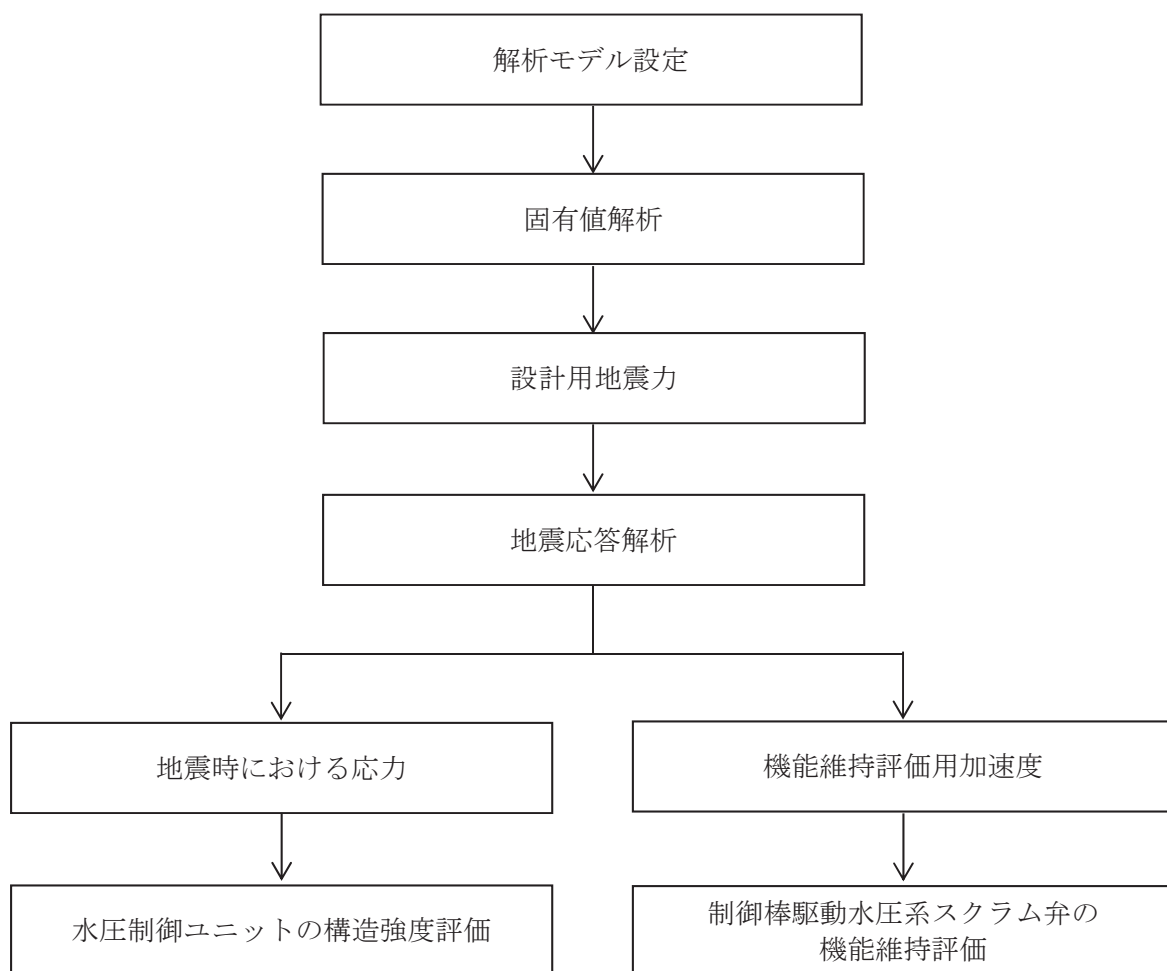 解析モデル設定
固有値解析
設計用地震力
地震応答解析
地震時における応力
機能維持評価用加速度
水圧制御ユニットの構造強度評価
制御棒駆動水圧系スクラム弁の
機能維持評価